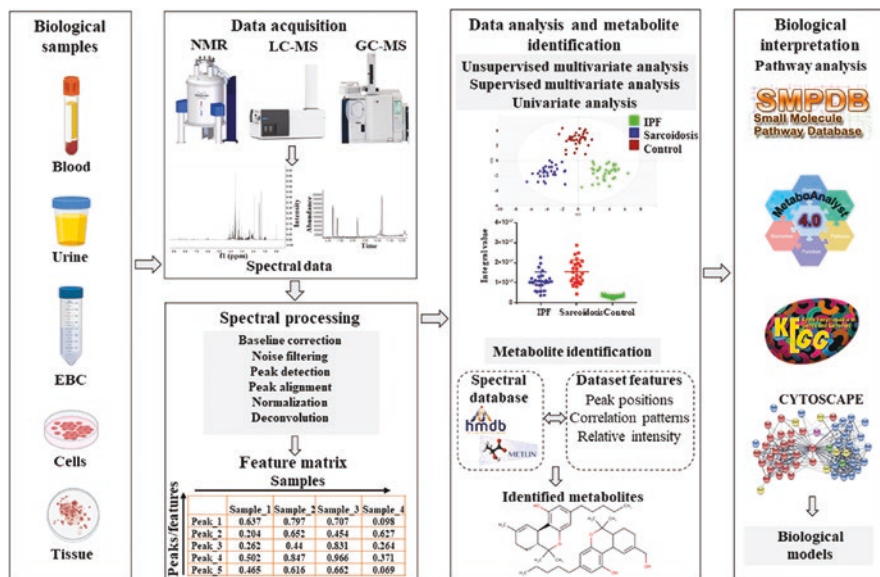 Biological
samples
Blood
Urine
EBC
Cells
Tissue
Data acquisition
NMR
LC-MS
GC-MS
Intensity
f1 (ppm)
Abundance
Time
Spectral data
Spectral processing
Baseline correction
Noise filtering
Peak detection
Peak alignment
Normalization
Deconvolution
Feature matrix
Samples
Peaks/features
Sample_1 Sample_2 Sample_3 Sample_4
Peak_1 0.637 0.797 0.707 0.098
Peak_2 0.204 0.652 0.454 0.627
Peak_3 0.262 0.44 0.831 0.264
Peak_4 0.502 0.847 0.966 0.371
Peak_5 0.465 0.616 0.662 0.069
Data analysis and metabolite
identification
Unsupervised multivariate analysis
Supervised multivariate analysis
Univariate analysis
IPF
Sarcoidosis
Control
Integral value
IPF SarcoidosisControl
Metabolite identification
Spectral
database
hmdb
METLIN
Dataset features
Peak positions
Correlation patterns
Relative intensity
Identified metabolites
Biological
interpretation
Pathway analysis
SMPDB
Small Molecule
Pathway Database
MetaboAnalyst
4.0
KEGG
CYTOSCAPE
Biological
models